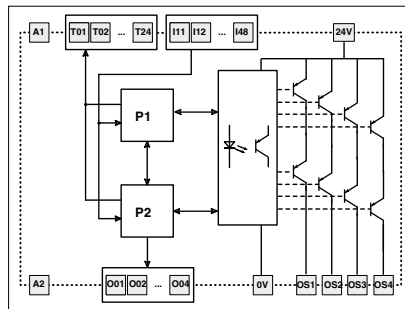 A1 T01 T02 ... T24 I11 I12 ... I48 24V
P1
P2
A2 O01 O02 ... O04 0V OS1 OS2 OS3 OS4